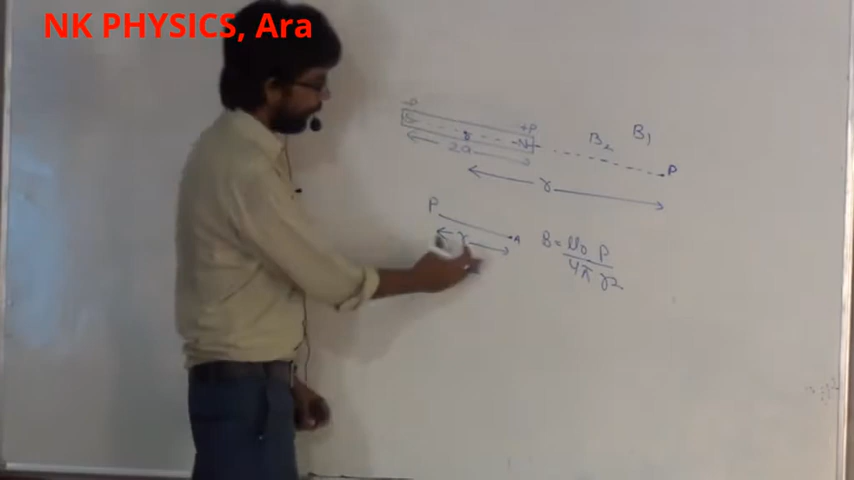 NK PHYSICS, Ara
-P
S
+P
N
2a
B₂
B₁
P
r
P
r
A
B = μ₀ P
4π r²